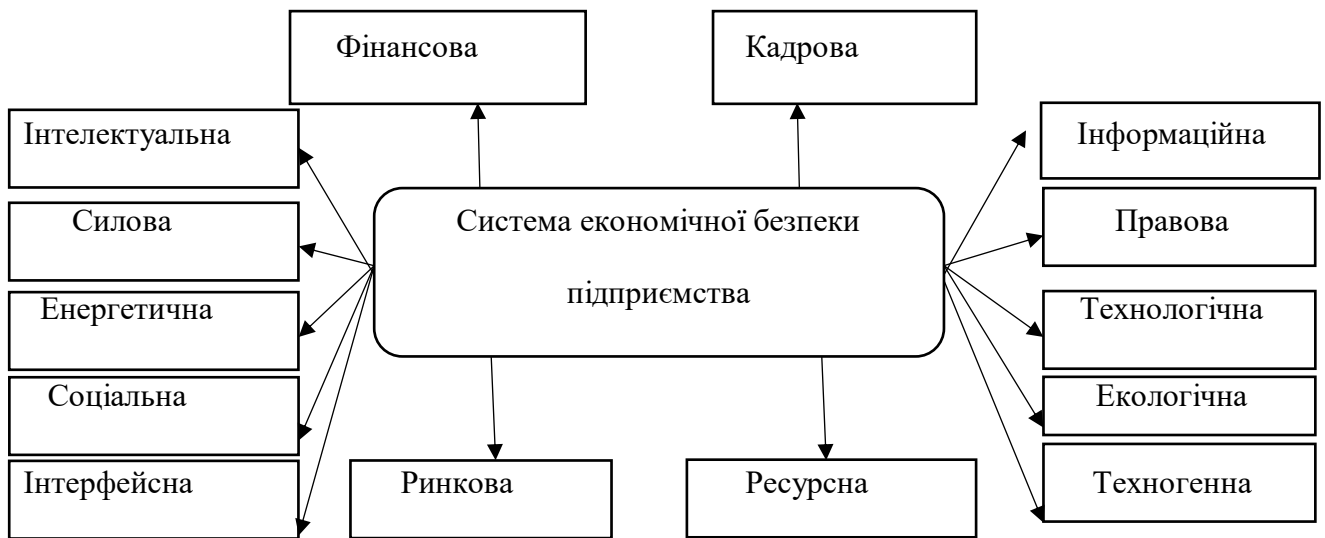 Фінансова
Кадрова
Інтелектуальна
Інформаційна
Силова
Система економічної безпеки
підприємства
Правова
Енергетична
Технологічна
Соціальна
Екологічна
Інтерфейсна
Ринкова
Ресурсна
Техногенна